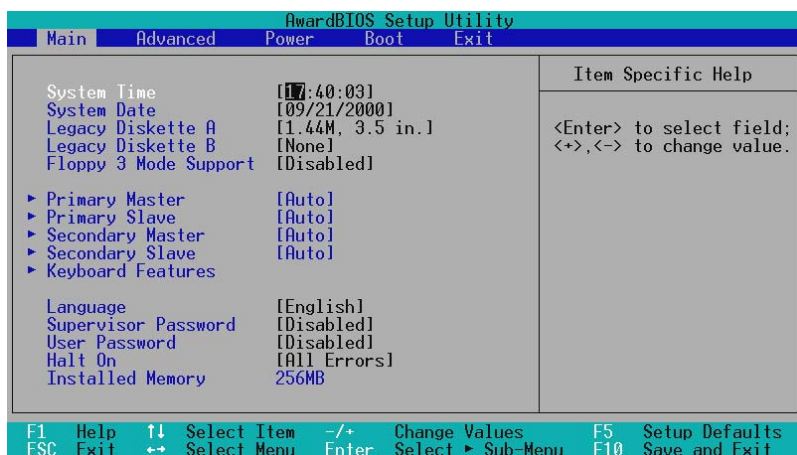 AwardBIOS Setup Utility
Main Advanced Power Boot Exit
Item Specific Help
System Time [17:40:03]
System Date [09/21/2000]
Legacy Diskette A [1.44M, 3.5 in.]
<Enter> to select field;
Legacy Diskette B [None]
<+>,<-> to change value.
Floppy 3 Mode Support [Disabled]
▶ Primary Master [Auto]
▶ Primary Slave [Auto]
▶ Secondary Master [Auto]
▶ Secondary Slave [Auto]
▶ Keyboard Features
Language [English]
Supervisor Password [Disabled]
User Password [Disabled]
Halt On [All Errors]
Installed Memory 256MB
F1 Help ↑↓ Select Item -/+ Change Values F5 Setup Defaults
ESC Exit ←→ Select Menu Enter Select ▶ Sub-Menu F10 Save and Exit